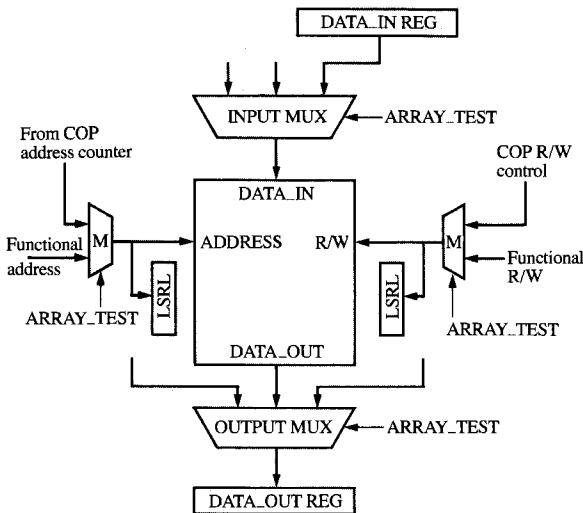 DATA_IN REG
INPUT MUX
ARRAY_TEST
From COP
address counter
COP R/W
control
DATA_IN
M
ADDRESS
R/W
M
Functional
address
Functional
R/W
LSRL
LSRL
ARRAY_TEST
ARRAY_TEST
DATA_OUT
OUTPUT MUX
ARRAY_TEST
DATA_OUT REG